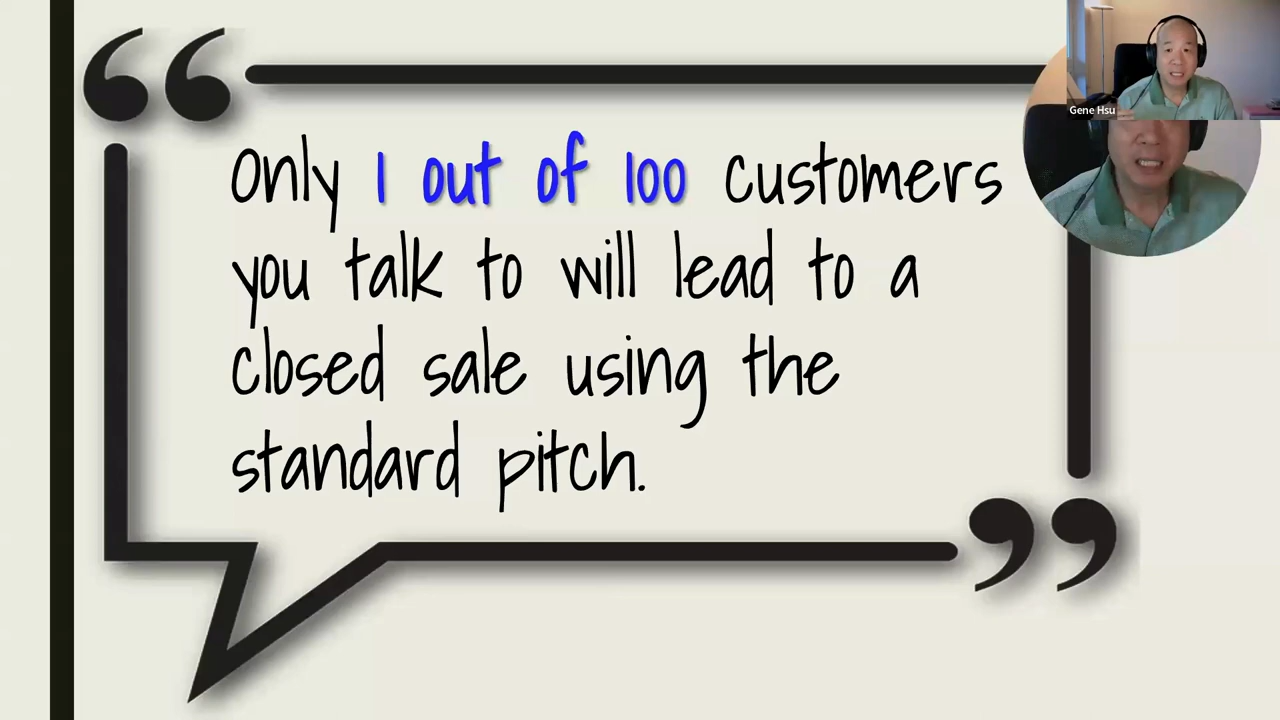 Only 1 out of 100 customers
you talk to will lead to a
closed sale using the
standard pitch.
Gene Hsu